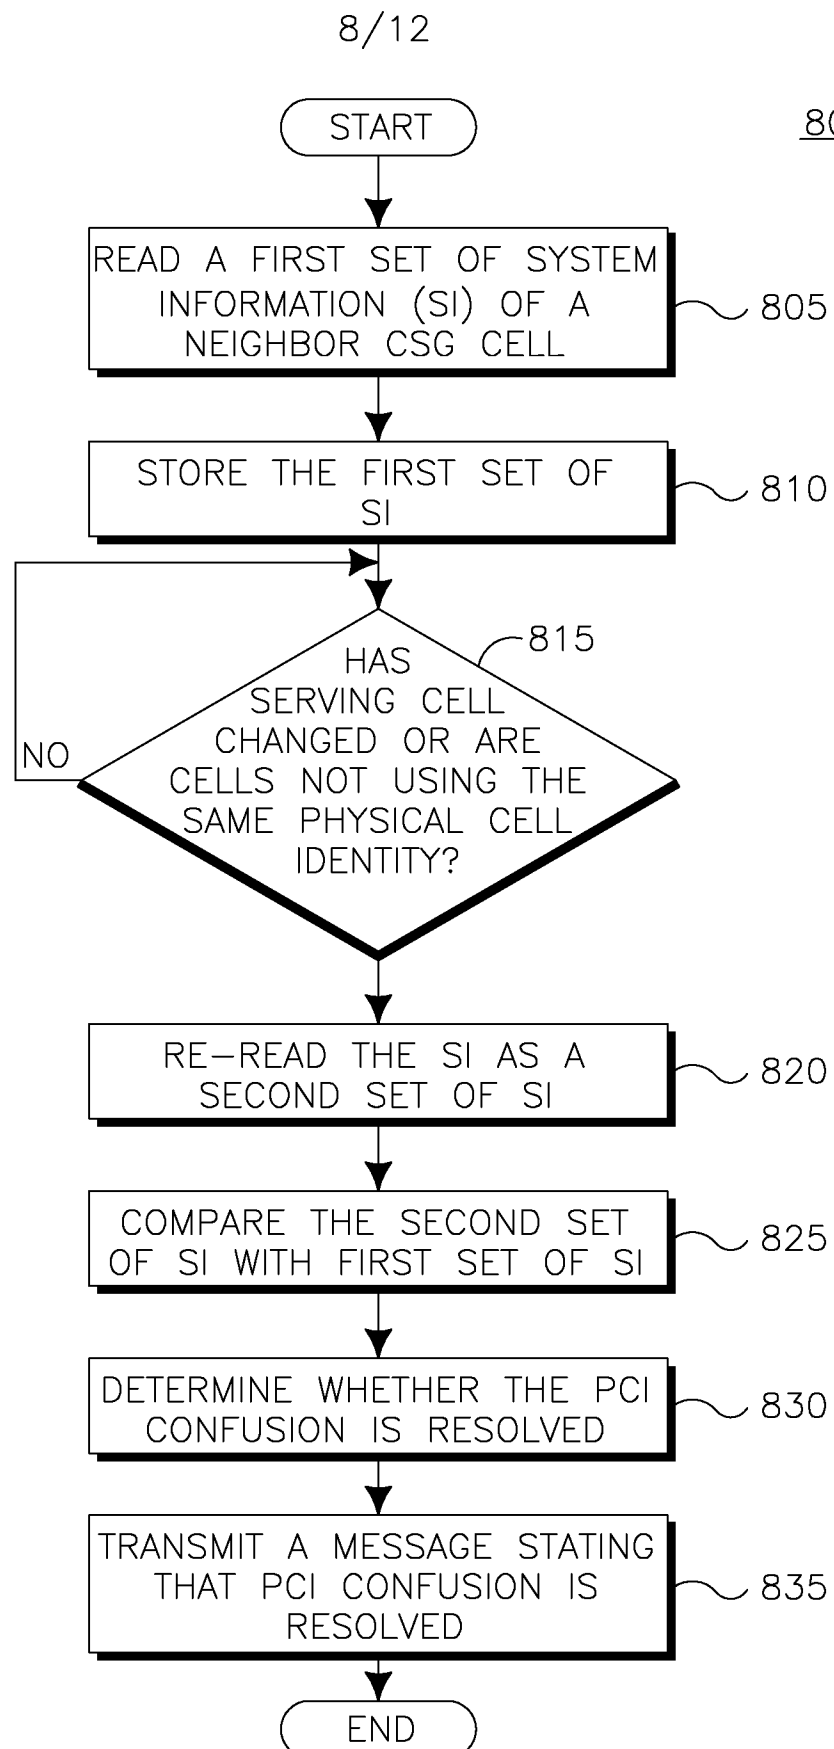 8/12
START
READ A FIRST SET OF SYSTEM
INFORMATION (SI) OF A
NEIGHBOR CSG CELL
805
STORE THE FIRST SET OF
SI
810
815
HAS
SERVING CELL
CHANGED OR ARE
CELLS NOT USING THE
SAME PHYSICAL CELL
IDENTITY?
NO
RE-READ THE SI AS A
SECOND SET OF SI
820
COMPARE THE SECOND SET
OF SI WITH FIRST SET OF SI
825
DETERMINE WHETHER THE PCI
CONFUSION IS RESOLVED
830
TRANSMIT A MESSAGE STATING
THAT PCI CONFUSION IS
RESOLVED
835
END